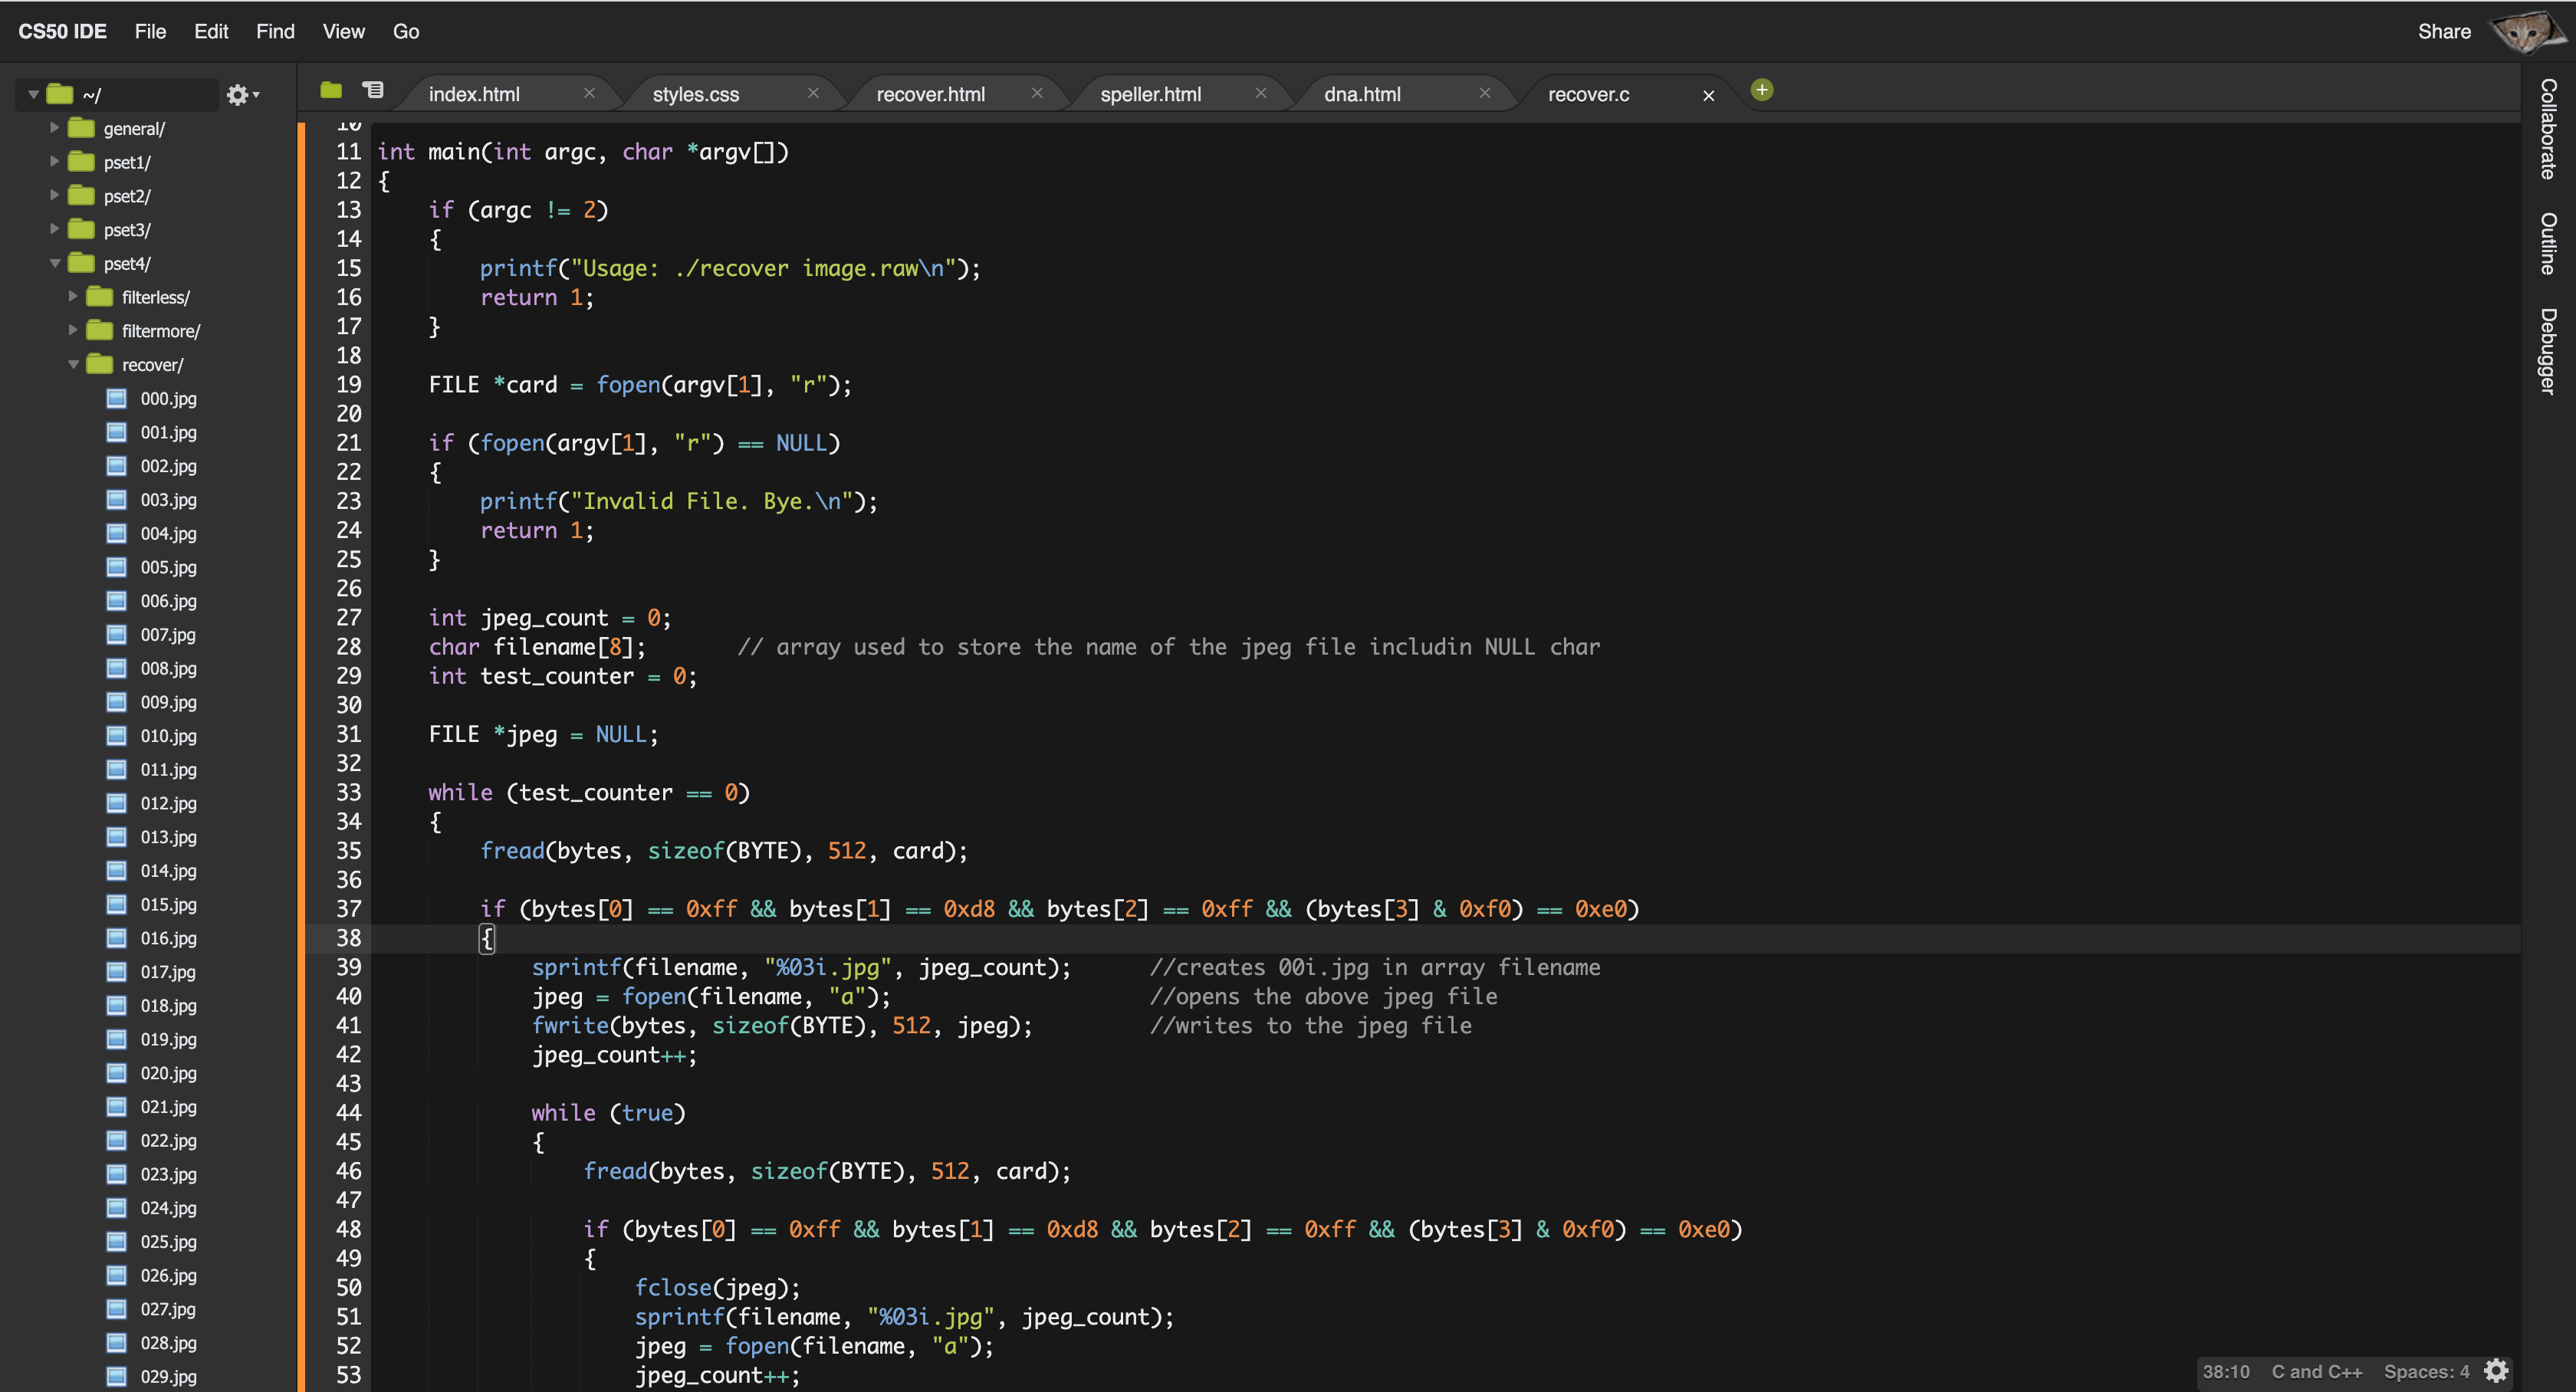 CS50 IDE File Edit Find View Go Share
~/
general/
pset1/
pset2/
pset3/
pset4/
filterless/
filtermore/
recover/
000.jpg
001.jpg
002.jpg
003.jpg
004.jpg
005.jpg
006.jpg
007.jpg
008.jpg
009.jpg
010.jpg
011.jpg
012.jpg
013.jpg
014.jpg
015.jpg
016.jpg
017.jpg
018.jpg
019.jpg
020.jpg
021.jpg
022.jpg
023.jpg
024.jpg
025.jpg
026.jpg
027.jpg
028.jpg
029.jpg
index.html styles.css recover.html speller.html dna.html recover.c
10
11 int main(int argc, char *argv[])
12 {
13     if (argc != 2)
14     {
15         printf("Usage: ./recover image.raw\n");
16         return 1;
17     }
18
19     FILE *card = fopen(argv[1], "r");
20
21     if (fopen(argv[1], "r") == NULL)
22     {
23         printf("Invalid File. Bye.\n");
24         return 1;
25     }
26
27     int jpeg_count = 0;
28     char filename[8];       // array used to store the name of the jpeg file includin NULL char
29     int test_counter = 0;
30
31     FILE *jpeg = NULL;
32
33     while (test_counter == 0)
34     {
35         fread(bytes, sizeof(BYTE), 512, card);
36
37         if (bytes[0] == 0xff && bytes[1] == 0xd8 && bytes[2] == 0xff && (bytes[3] & 0xf0) == 0xe0)
38         {
39             sprintf(filename, "%03i.jpg", jpeg_count);      //creates 00i.jpg in array filename
40             jpeg = fopen(filename, "a");                    //opens the above jpeg file
41             fwrite(bytes, sizeof(BYTE), 512, jpeg);         //writes to the jpeg file
42             jpeg_count++;
43
44             while (true)
45             {
46                 fread(bytes, sizeof(BYTE), 512, card);
47
48                 if (bytes[0] == 0xff && bytes[1] == 0xd8 && bytes[2] == 0xff && (bytes[3] & 0xf0) == 0xe0)
49                 {
50                     fclose(jpeg);
51                     sprintf(filename, "%03i.jpg", jpeg_count);
52                     jpeg = fopen(filename, "a");
53                     jpeg_count++;
38:10 C and C++ Spaces: 4
Collaborate
Outline
Debugger